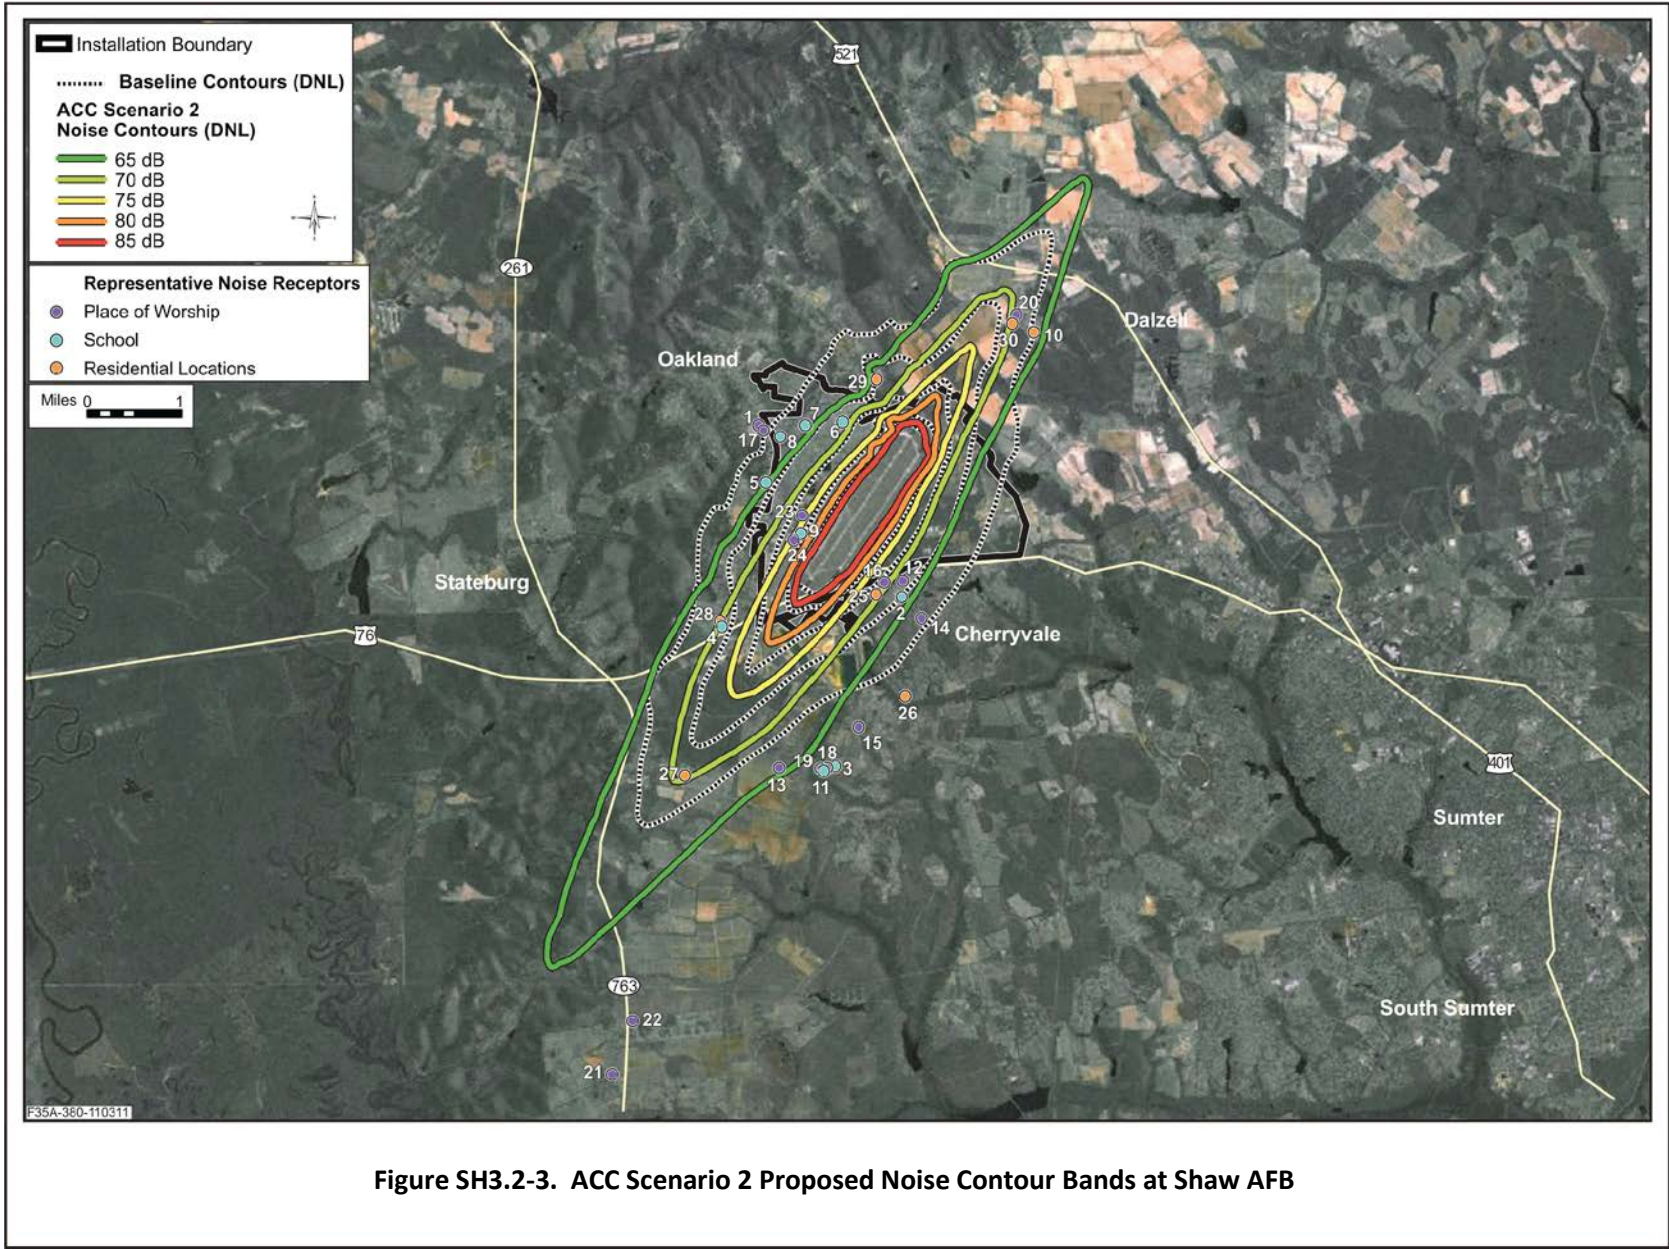 Installation Boundary
Baseline Contours (DNL)
ACC Scenario 2
Noise Contours (DNL)
65 dB
70 dB
75 dB
80 dB
85 dB
Representative Noise Receptors
Place of Worship
School
Residential Locations
Miles 0 1
521
261
Oakland
Dalzell
20
30
10
29
1
17
8
7
6
5
23
9
24
Stateburg
76
28
4
16
12
25
2
14
Cherryvale
26
15
27
13
19
18
3
11
401
Sumter
763
22
21
South Sumter
F35A-380-110311
Figure SH3.2-3. ACC Scenario 2 Proposed Noise Contour Bands at Shaw AFB